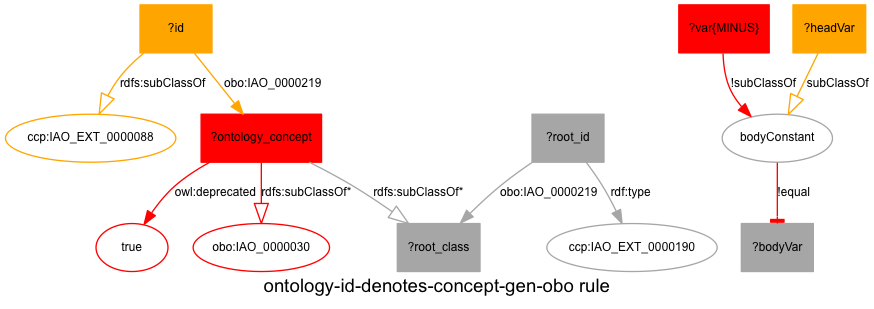 ?id
?var{MINUS}
?headVar
rdfs:subClassOf
obo:IAO_0000219
!subClassOf
subClassOf
ccp:IAO_EXT_0000088
?ontology_concept
?root_id
bodyConstant
owl:deprecated
rdfs:subClassOf*
rdfs:subClassOf*
obo:IAO_0000219
rdf:type
!equal
true
obo:IAO_0000030
?root_class
ccp:IAO_EXT_0000190
?bodyVar
ontology-id-denotes-concept-gen-obo rule